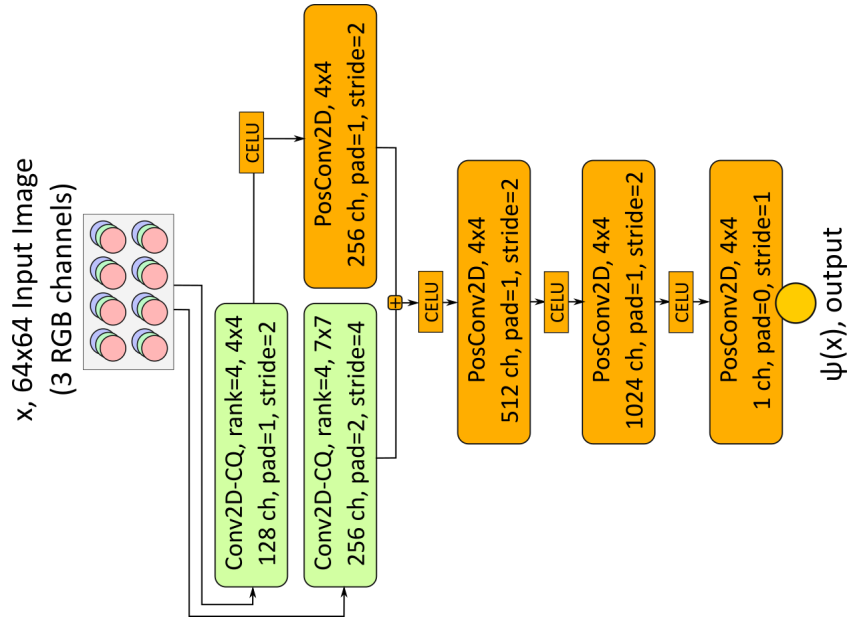 x, 64x64 Input Image
(3 RGB channels)
Conv2D-CQ, rank=4, 4x4
128 ch, pad=1, stride=2
CELU
PosConv2D, 4x4
256 ch, pad=1, stride=2
Conv2D-CQ, rank=4, 7x7
256 ch, pad=2, stride=4
+
CELU
PosConv2D, 4x4
512 ch, pad=1, stride=2
CELU
PosConv2D, 4x4
1024 ch, pad=1, stride=2
CELU
PosConv2D, 4x4
1 ch, pad=0, stride=1
ψ(x), output